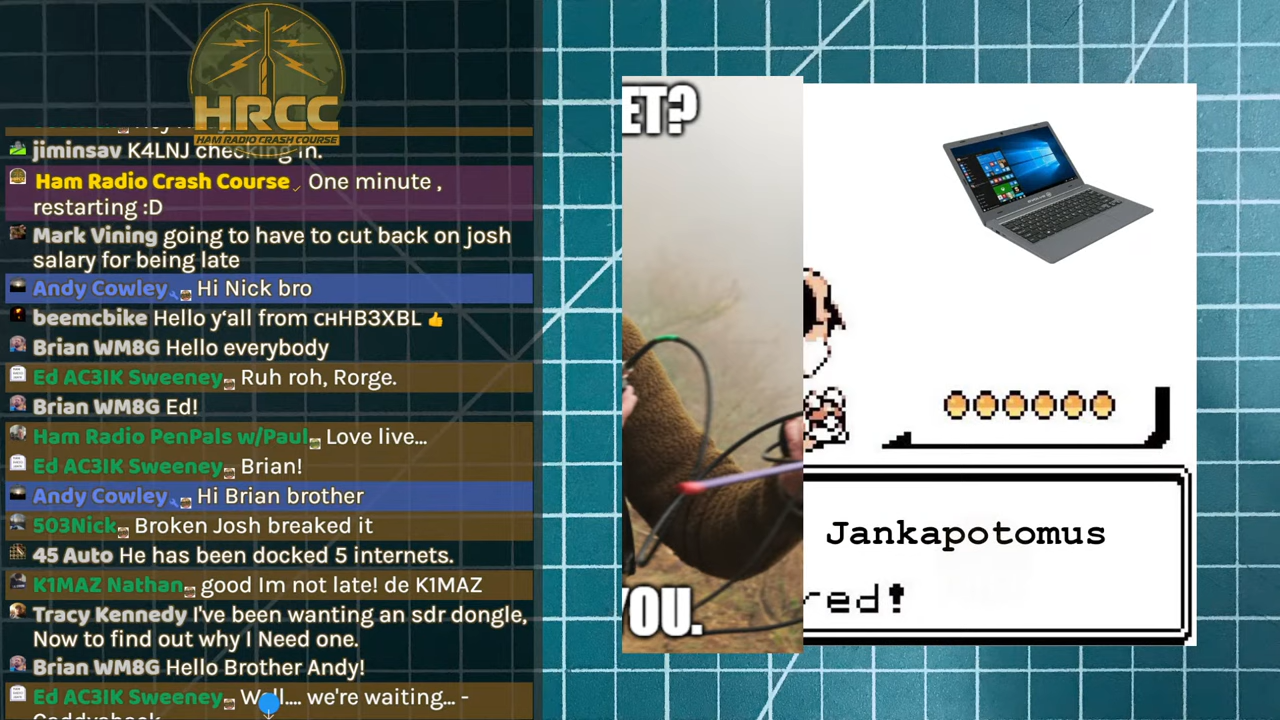 HRCC
HAM RADIO CRASH COURSE
jiminsav K4LNJ checking in.
Ham Radio Crash Course One minute ,
restarting :D
Mark Vining going to have to cut back on josh
salary for being late
Andy Cowley Hi Nick bro
beemcbike Hello y‘all from cʜHB3XBL 👍
Brian WM8G Hello everybody
Ed AC3IK Sweeney Ruh roh, Rorge.
Brian WM8G Ed!
Ham Radio PenPals w/Paul Love live...
Ed AC3IK Sweeney Brian!
Andy Cowley Hi Brian brother
503Nick Broken Josh breaked it
45 Auto He has been docked 5 internets.
K1MAZ Nathan good Im not late! de K1MAZ
Tracy Kennedy I've been wanting an sdr dongle,
Now to find out why I Need one.
Brian WM8G Hello Brother Andy!
Ed AC3IK Sweeney Well.... we're waiting... -
Caddyshack
ET?
YOU.
Jankapotomus
red!